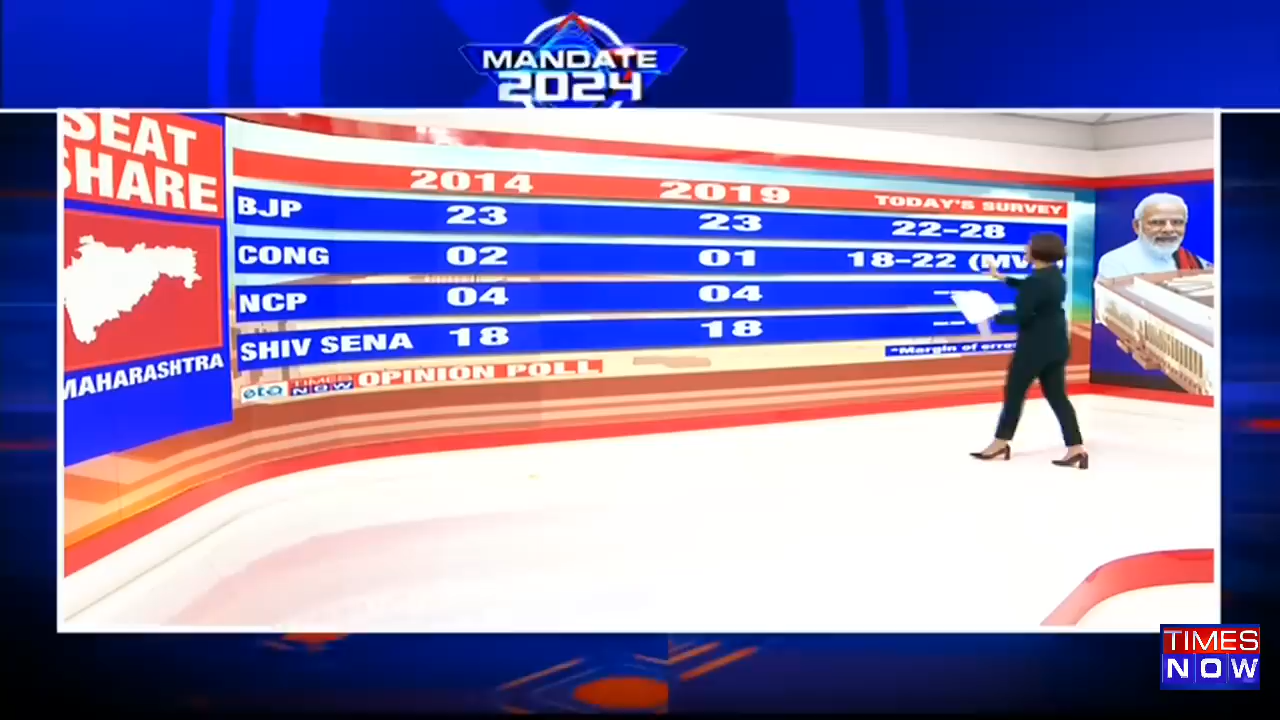 MANDATE
2024
SEAT
SHARE
MAHARASHTRA
2014 2019 TODAY'S SURVEY
BJP 23 23 22-28
CONG 02 01 18-22 (MV
NCP 04 04 --
SHIV SENA 18 18 --
*Margin of
etg TIMES NOW OPINION POLL
TIMES
NOW